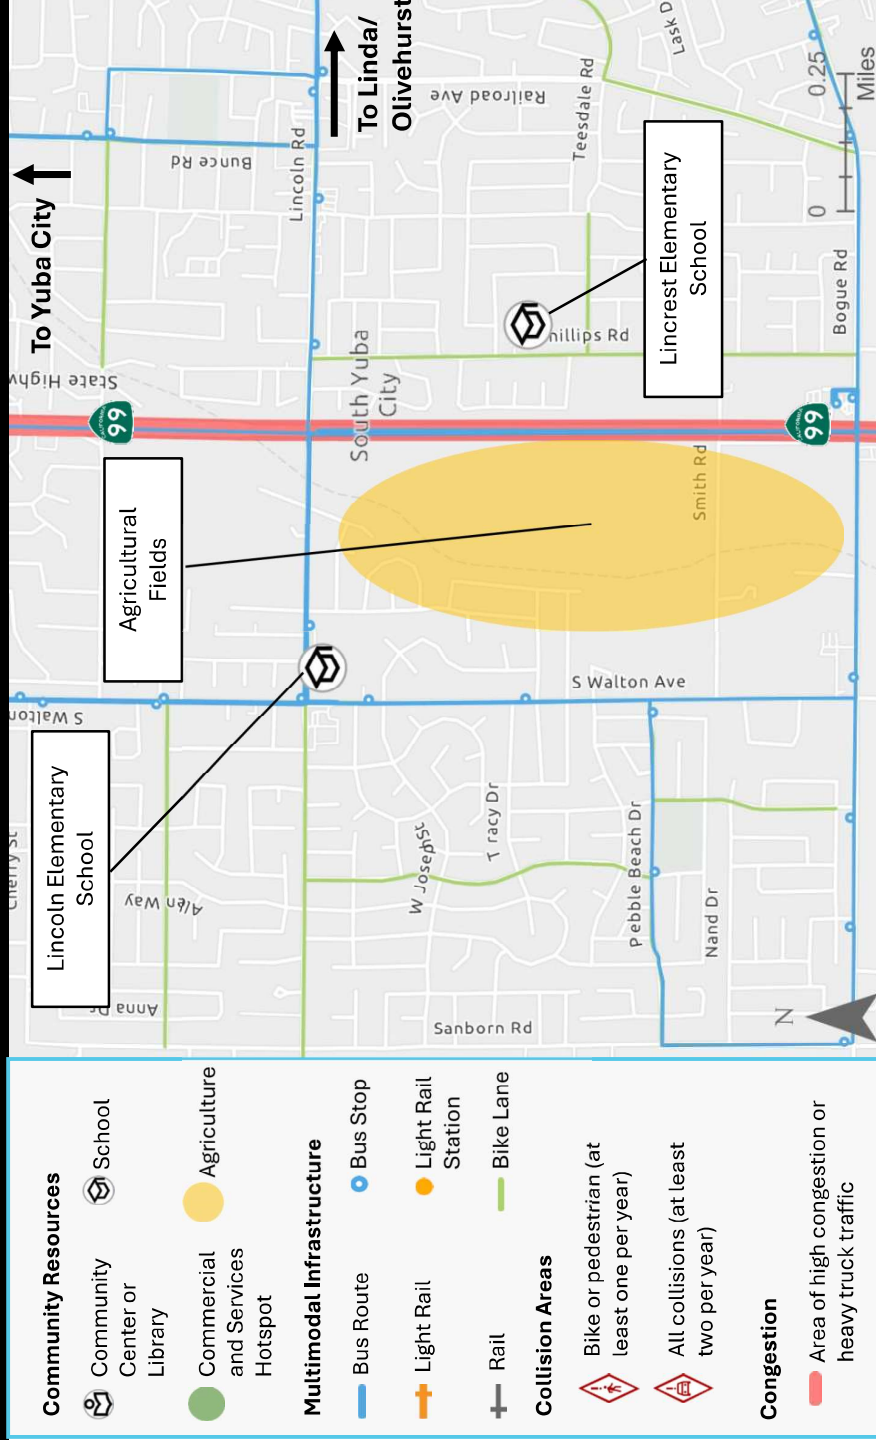 Community Resources
Community
Center or
Library
School
Commercial
and Services
Hotspot
Agriculture
Multimodal Infrastructure
Bus Route
Bus Stop
Light Rail
Light Rail
Station
Rail
Bike Lane
Collision Areas
Bike or pedestrian (at
least one per year)
All collisions (at least
two per year)
Congestion
Area of high congestion or
heavy truck traffic
Lincoln Elementary
School
Agricultural
Fields
Lincrest Elementary
School
To Yuba City
To Linda/
Olivehurst
Cherry St
S Walton
State Highw
Anna Dr
Allen Way
Bunce Rd
Lincoln Rd
99
South Yuba
City
Railroad Ave
W Joseph St
Tracy Dr
Sanborn Rd
hillips Rd
Teesdale Rd
S Walton Ave
Pebble Beach Dr
Lask D
Smith Rd
Nand Dr
99
Bogue Rd
N
0
0.25
Miles